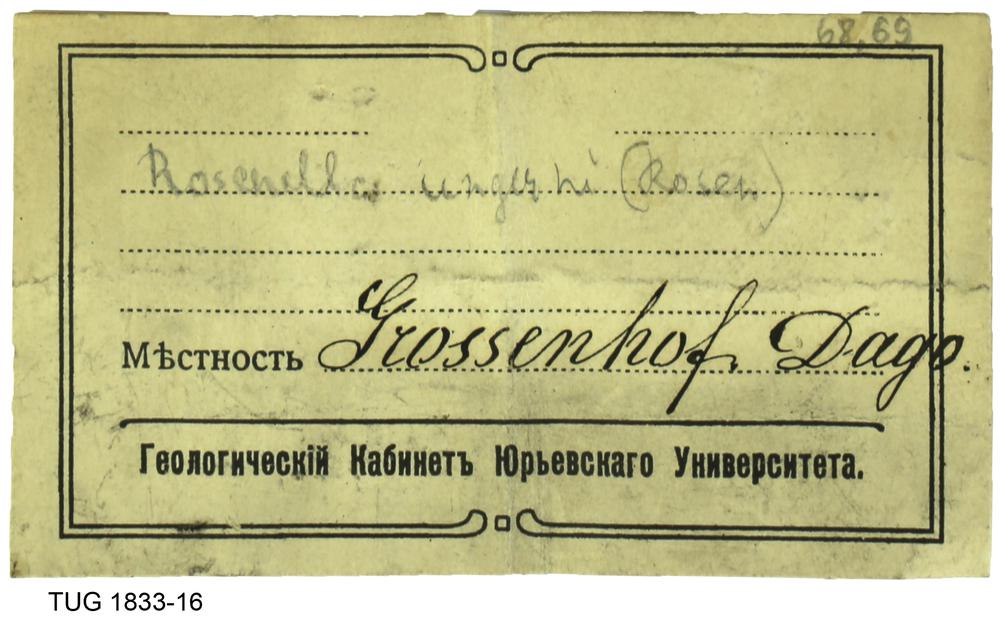 68,69
Rosenella ungerni (Rosen)
Мѣстность Grossenhof. Dago.
Геологическій Кабинетъ Юрьевскаго Университета.
TUG 1833-16